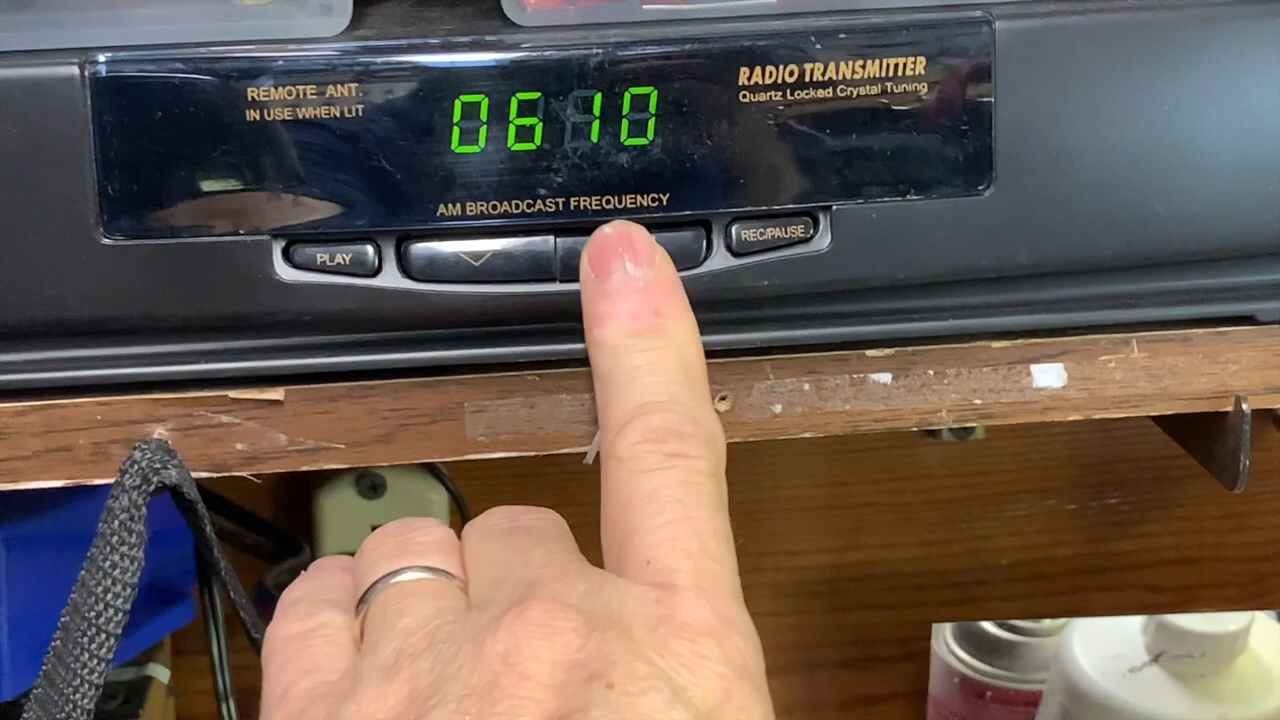 REMOTE ANT.
IN USE WHEN LIT
0610
RADIO TRANSMITTER
Quartz Locked Crystal Tuning
AM BROADCAST FREQUENCY
PLAY
REC/PAUSE